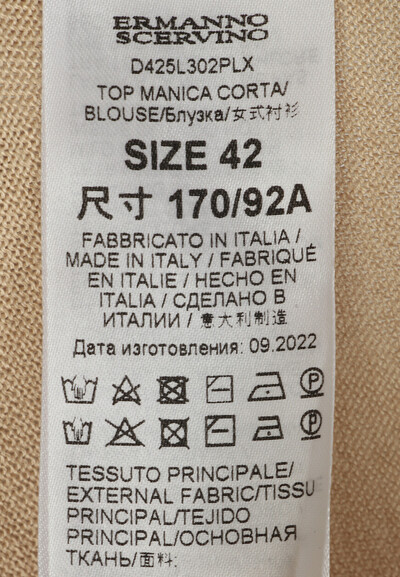 ERMANNO
SCERVINO
D425L302PLX
TOP MANICA CORTA/
BLOUSE/Блузка/女式衬衫
SIZE 42
尺寸 170/92A
FABBRICATO IN ITALIA /
MADE IN ITALY / FABRIQUÉ
EN ITALIE / HECHO EN
ITALIA / СДЕЛАНО В
ИТАЛИИ / 意大利制造
Дата изготовления: 09.2022
P
P
TESSUTO PRINCIPALE/
EXTERNAL FABRIC/TISSU
PRINCIPAL/TEJIDO
PRINCIPAL/ОСНОВНАЯ
ТКАНЬ/面料: